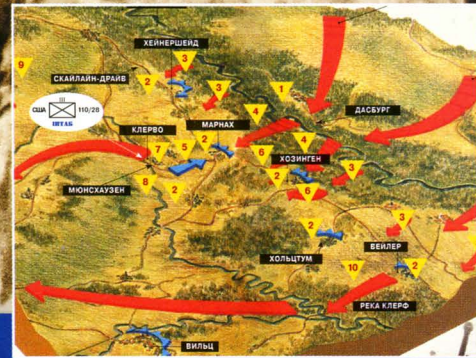 ХЕЙНЕРШЕЙД
9
3
СКАЙЛАЙН-ДРАЙВ
2
1
3
США
III
110/28
ШТАБ
4
ДАСБУРГ
МАРНАХ
КЛЕРВО
7
5
2
6
4
ХОЗИНГЕН
3
2
МЮНСХАУЗЕН
8
2
6
2
3
ВЕЙЛЕР
ХОЛЬЦТУМ
10
2
РЕКА КЛЕРФ
ВИЛЬЦ